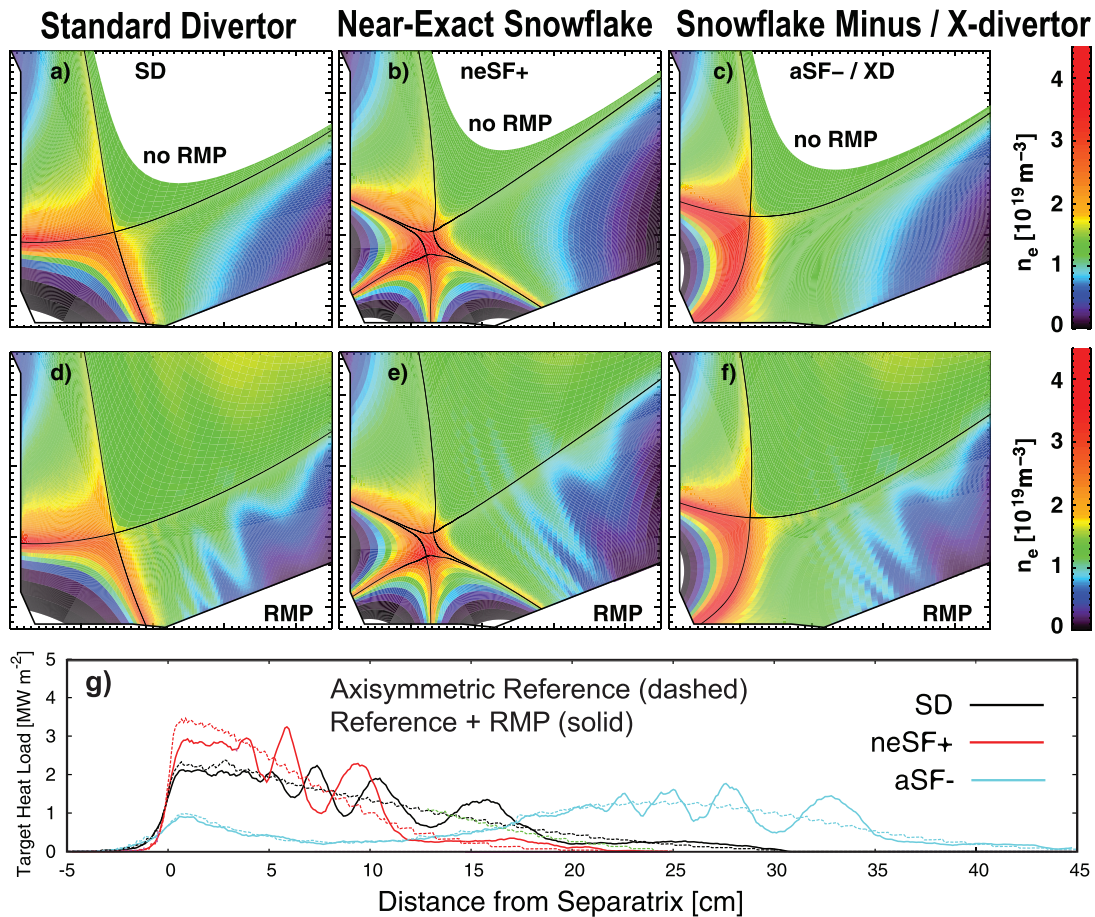 Standard Divertor
Near-Exact Snowflake
Snowflake Minus / X-divertor
a)
SD
no RMP
b)
neSF+
no RMP
c)
aSF− / XD
no RMP
4
3
2
1
0
n_e [10^19 m^−3]
d)
RMP
e)
RMP
f)
RMP
4
3
2
1
0
n_e [10^19 m^−3]
g)
Axisymmetric Reference (dashed)
Reference + RMP (solid)
SD
neSF+
aSF-
Target Heat Load [MW m^-2]
5
4
3
2
1
0
-5 0 5 10 15 20 25 30 35 40 45
Distance from Separatrix [cm]